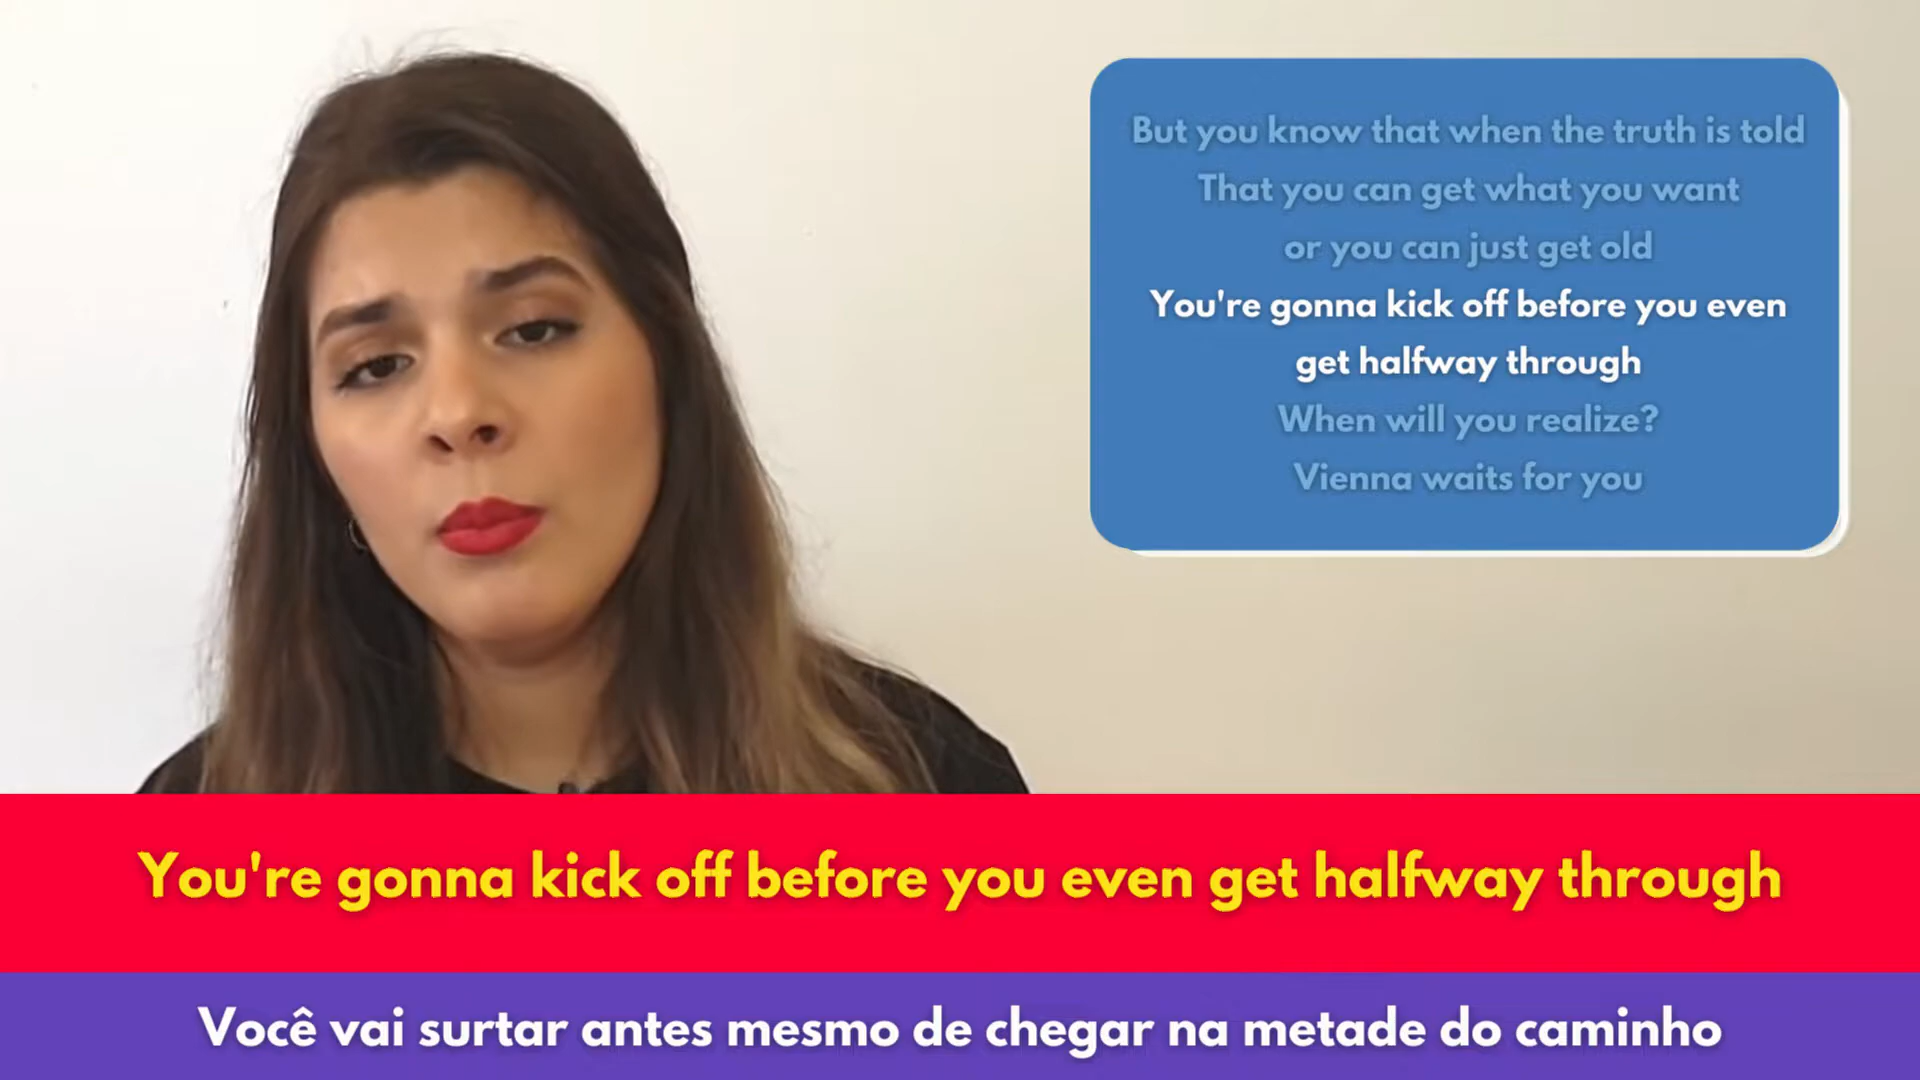 But you know that when the truth is told
That you can get what you want
or you can just get old
You're gonna kick off before you even
get halfway through
When will you realize?
Vienna waits for you
You're gonna kick off before you even get halfway through
Você vai surtar antes mesmo de chegar na metade do caminho